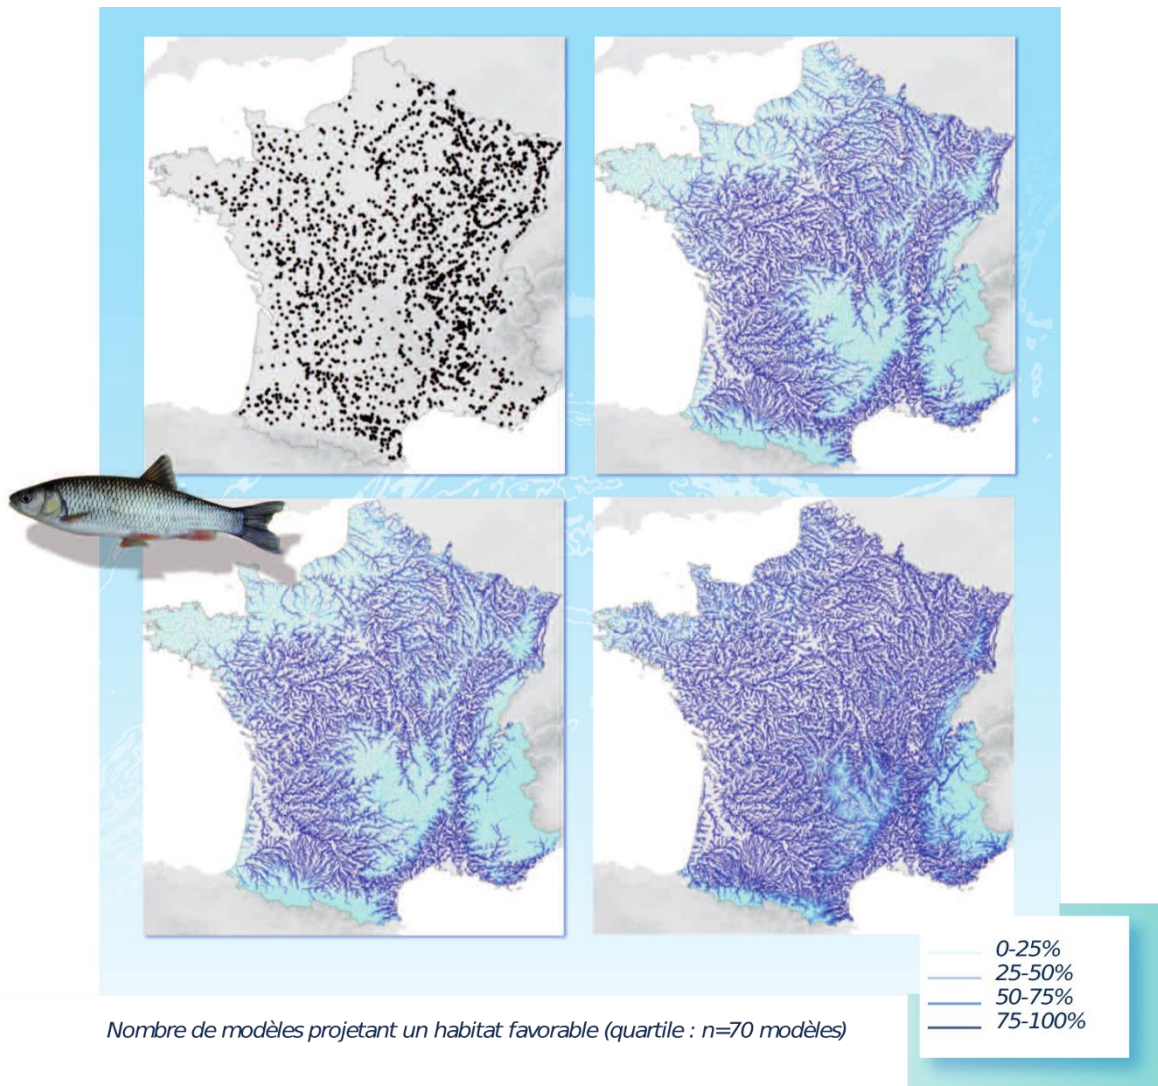 0-25%
25-50%
50-75%
75-100%
Nombre de modèles projetant un habitat favorable (quartile : n=70 modèles)